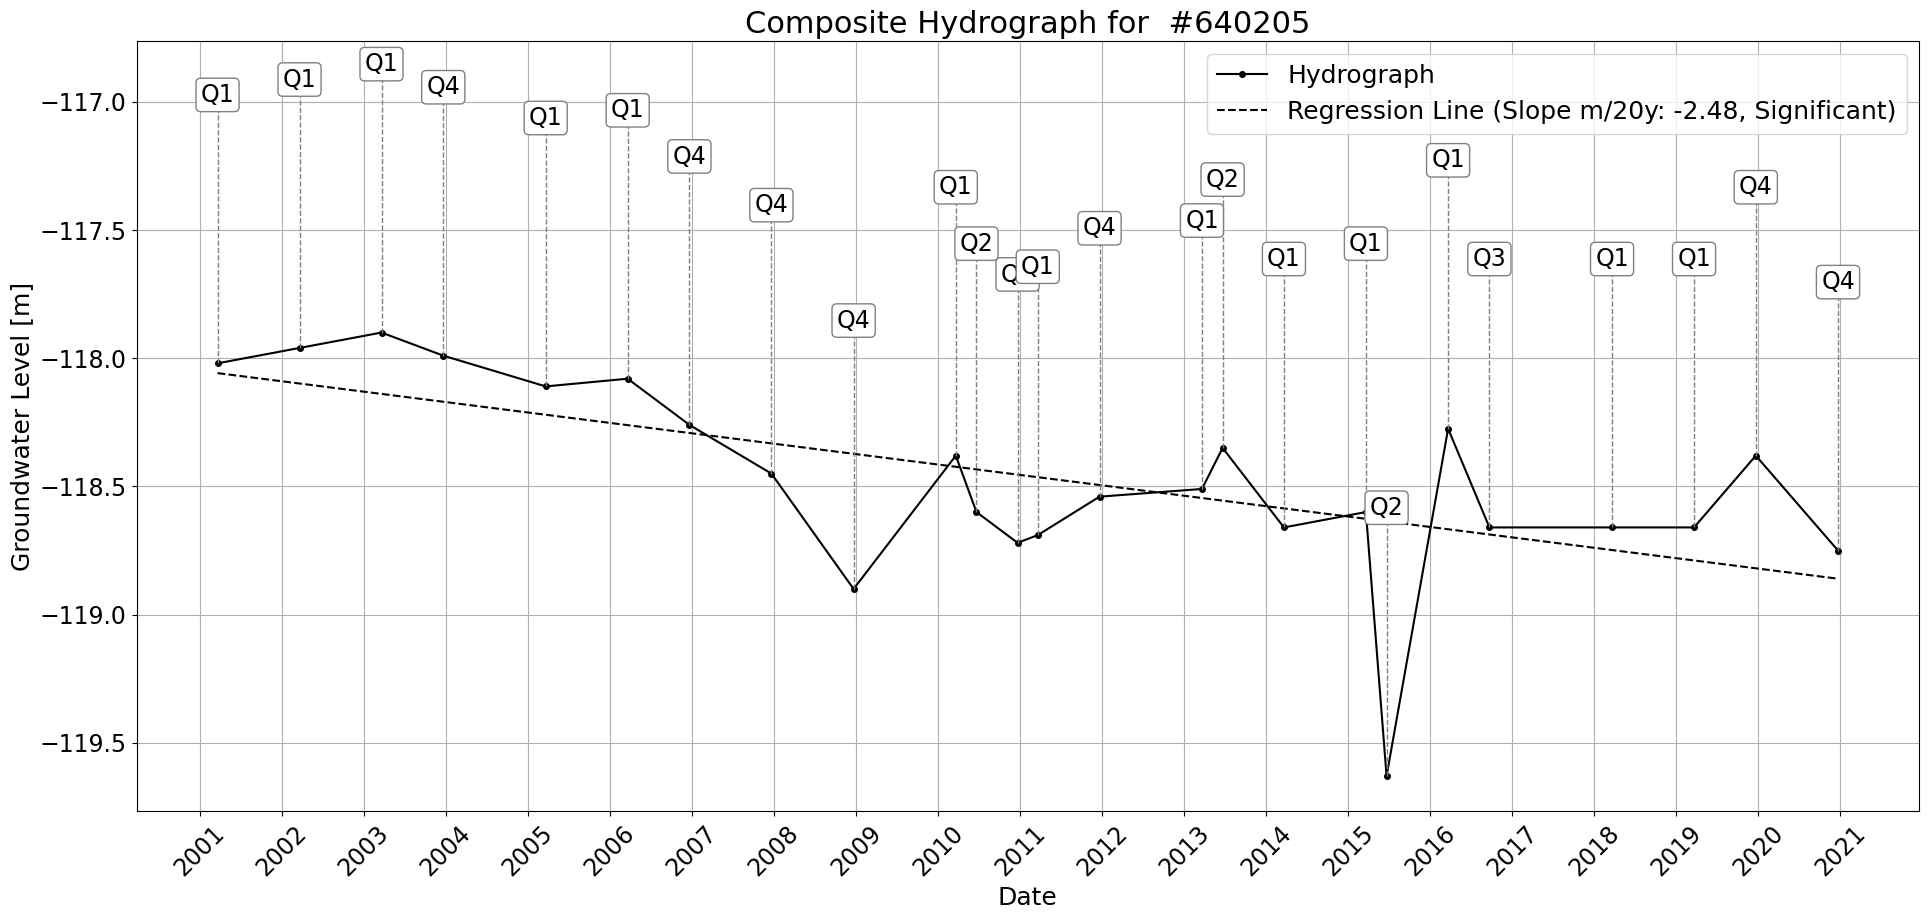 Composite Hydrograph for  #640205
Hydrograph
Regression Line (Slope m/20y: -2.48, Significant)
Groundwater Level [m]
−117.0
−117.5
−118.0
−118.5
−119.0
−119.5
Q1
Q1
Q1
Q4
Q1
Q1
Q4
Q4
Q4
Q1
Q2
Q1
Q4
Q1
Q2
Q1
Q1
Q2
Q1
Q3
Q1
Q1
Q4
Q4
2001
2002
2003
2004
2005
2006
2007
2008
2009
2010
2011
2012
2013
2014
2015
2016
2017
2018
2019
2020
2021
Date